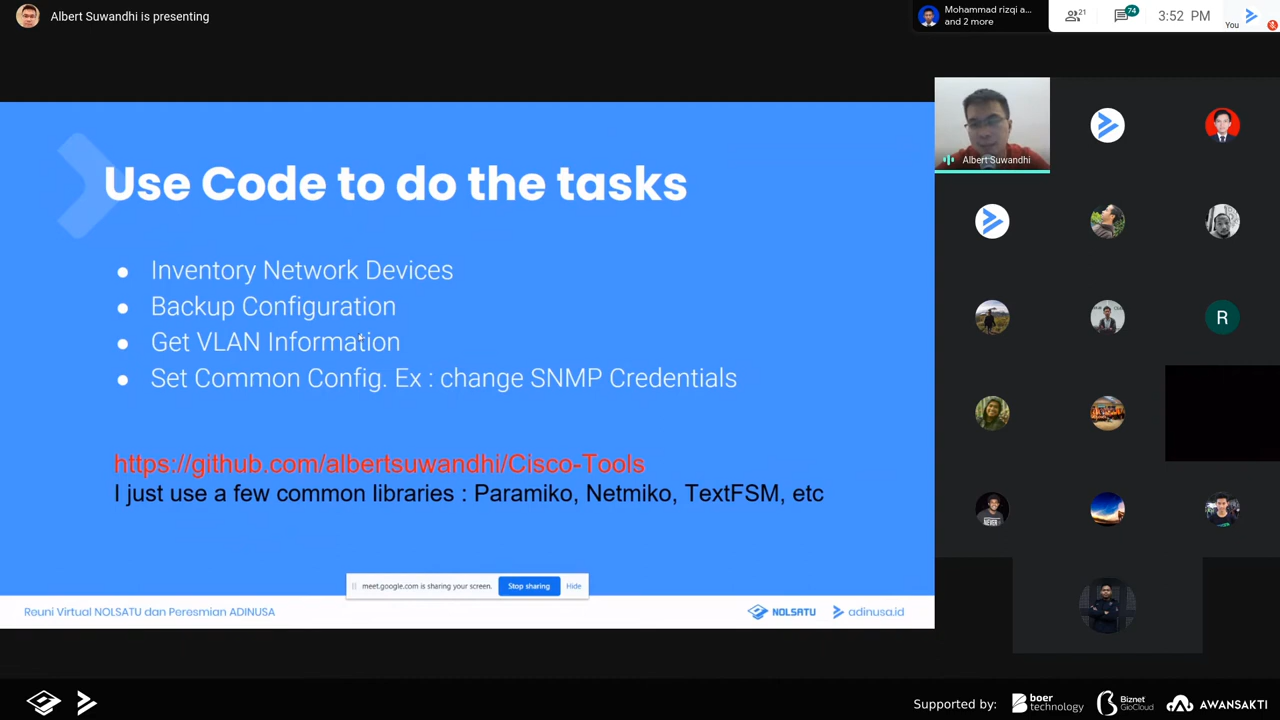 Albert Suwandhi is presenting
Mohammad rizqi a...
and 2 more
21
74
3:52 PM
You
Albert Suwandhi
Use Code to do the tasks
● Inventory Network Devices
● Backup Configuration
● Get VLAN Information
● Set Common Config. Ex : change SNMP Credentials
R
https://github.com/albertsuwandhi/Cisco-Tools
I just use a few common libraries : Paramiko, Netmiko, TextFSM, etc
meet.google.com is sharing your screen. Stop sharing Hide
Reuni Virtual NOLSATU dan Peresmian ADINUSA
NOLSATU
adinusa.id
Supported by:
boer technology
Biznet GioCloud
AWANSAKTI